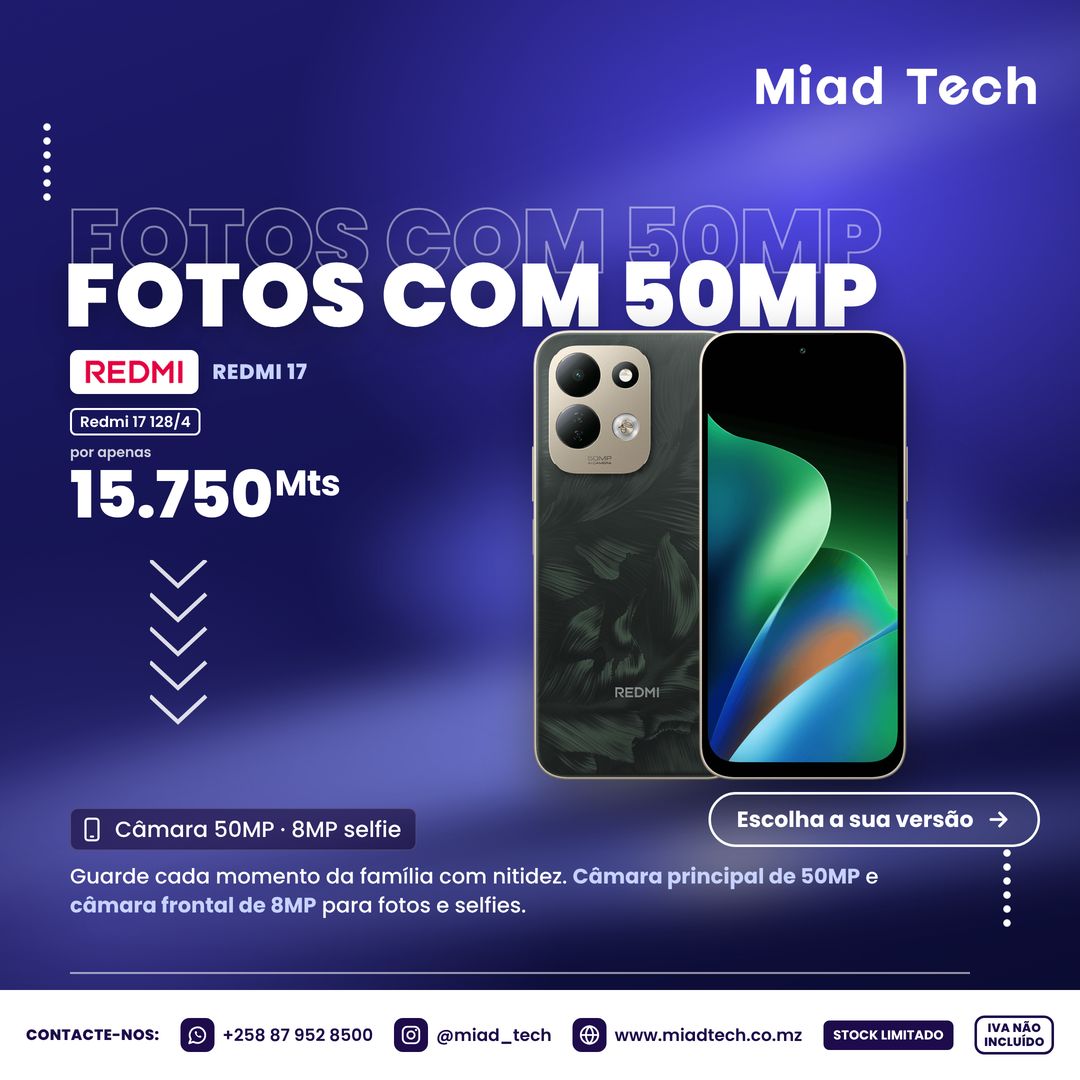 Miad Tech
FOTOS COM 50MP
FOTOS COM 50MP
REDMI REDMI 17
Redmi 17 128/4
por apenas
15.750Mts
50MP
AI CAMERA
REDMI
Escolha a sua versão
Câmara 50MP · 8MP selfie
Guarde cada momento da família com nitidez. Câmara principal de 50MP e
câmara frontal de 8MP para fotos e selfies.
CONTACTE-NOS: +258 87 952 8500 @miad_tech www.miadtech.co.mz STOCK LIMITADO IVA NÃO
INCLUÍDO